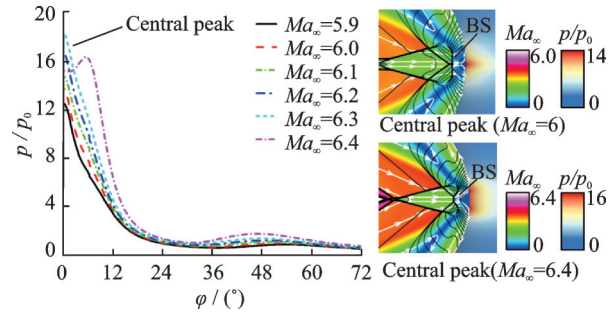 Central peak
Ma∞=5.9
Ma∞=6.0
Ma∞=6.1
Ma∞=6.2
Ma∞=6.3
Ma∞=6.4
20
16
12
8
4
0
p/p₀
0 12 24 36 48 60 72
φ / (°)
BS
Ma∞ p/p₀
6.0 14
0 0
Central peak (Ma∞=6)
BS
Ma∞ p/p₀
6.4 16
0 0
Central peak(Ma∞=6.4)